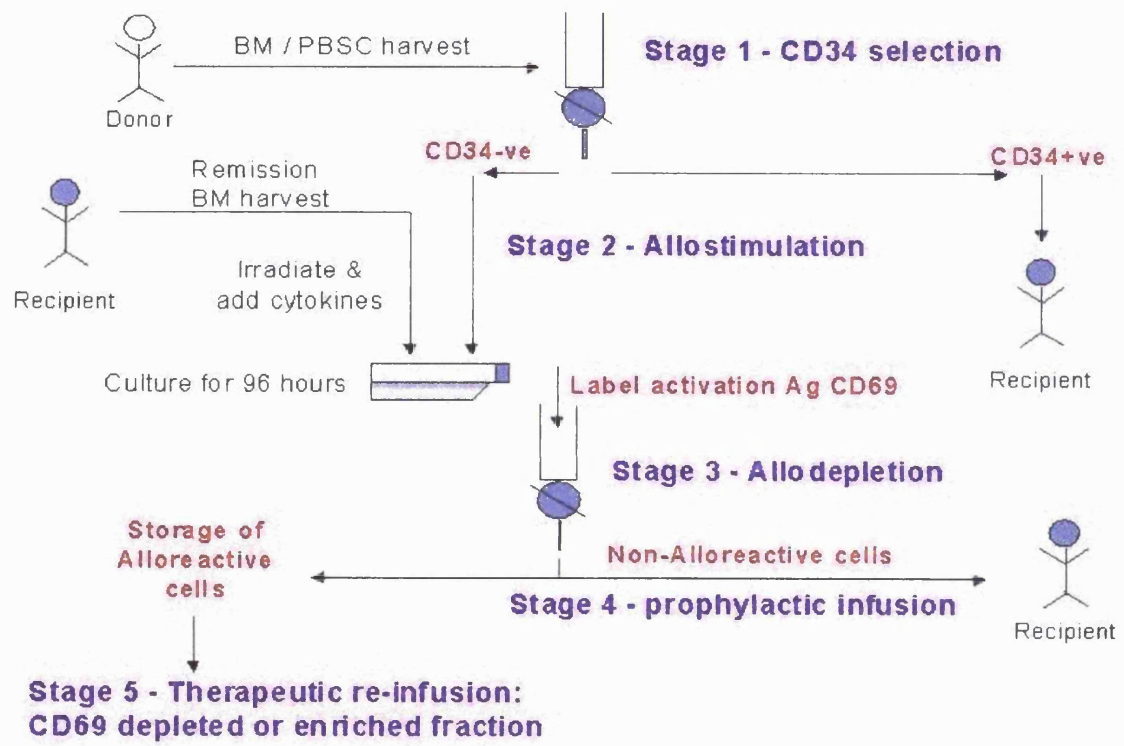 BM / PBSC harvest
Stage 1 - CD34 selection
Donor
CD34-ve
CD34+ve
Remission
BM harvest
Stage 2 - Allostimulation
Irradiate &
add cytokines
Recipient
Culture for 96 hours
Label activation Ag CD69
Recipient
Stage 3 - Allodepletion
Storage of
Alloreactive
cells
Non-Alloreactive cells
Stage 4 - prophylactic infusion
Recipient
Stage 5 - Therapeutic re-infusion:
CD69 depleted or enriched fraction